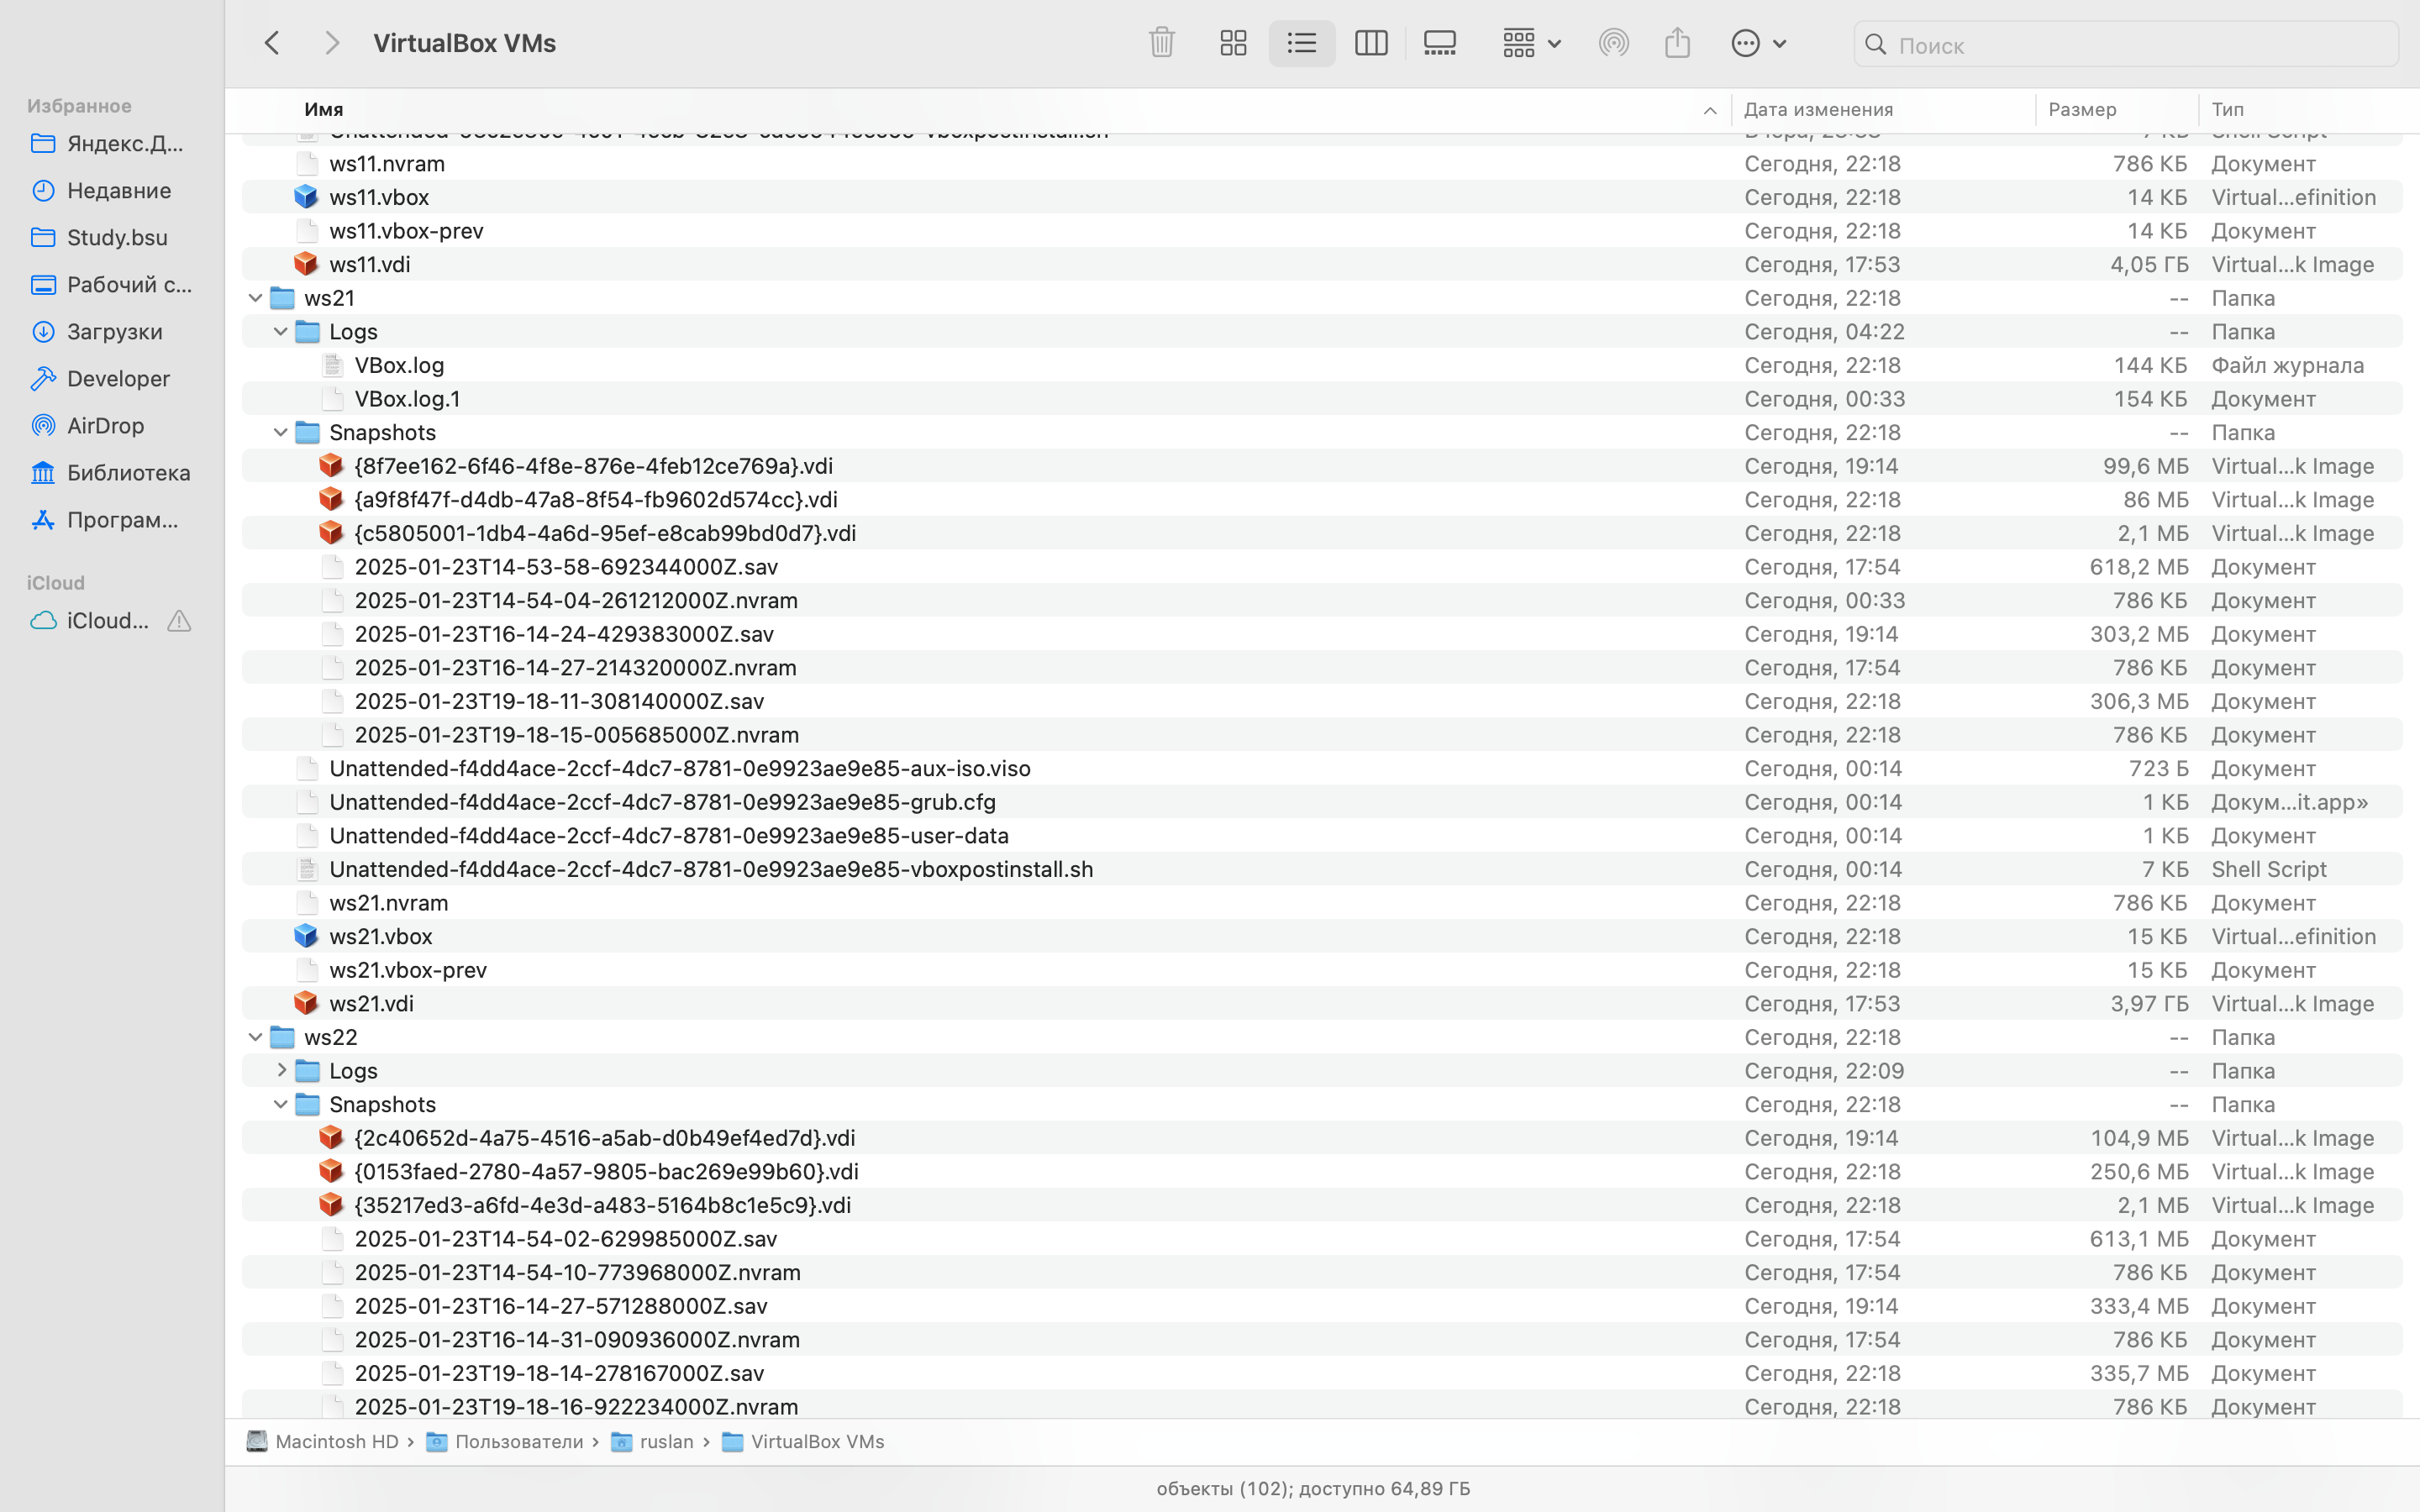 VirtualBox VMs
Поиск
Избранное
Яндекс.Д...
Недавние
Study.bsu
Рабочий с...
Загрузки
Developer
AirDrop
Библиотека
Програм...
iCloud
iCloud...
Имя Дата изменения Размер Тип
ws11.nvram Сегодня, 22:18 786 КБ Документ
ws11.vbox Сегодня, 22:18 14 КБ Virtual...efinition
ws11.vbox-prev Сегодня, 22:18 14 КБ Документ
ws11.vdi Сегодня, 17:53 4,05 ГБ Virtual...k Image
ws21 Сегодня, 22:18 -- Папка
Logs Сегодня, 04:22 -- Папка
VBox.log Сегодня, 22:18 144 КБ Файл журнала
VBox.log.1 Сегодня, 00:33 154 КБ Документ
Snapshots Сегодня, 22:18 -- Папка
{8f7ee162-6f46-4f8e-876e-4feb12ce769a}.vdi Сегодня, 19:14 99,6 МБ Virtual...k Image
{a9f8f47f-d4db-47a8-8f54-fb9602d574cc}.vdi Сегодня, 22:18 86 МБ Virtual...k Image
{c5805001-1db4-4a6d-95ef-e8cab99bd0d7}.vdi Сегодня, 22:18 2,1 МБ Virtual...k Image
2025-01-23T14-53-58-692344000Z.sav Сегодня, 17:54 618,2 МБ Документ
2025-01-23T14-54-04-261212000Z.nvram Сегодня, 00:33 786 КБ Документ
2025-01-23T16-14-24-429383000Z.sav Сегодня, 19:14 303,2 МБ Документ
2025-01-23T16-14-27-214320000Z.nvram Сегодня, 17:54 786 КБ Документ
2025-01-23T19-18-11-308140000Z.sav Сегодня, 22:18 306,3 МБ Документ
2025-01-23T19-18-15-005685000Z.nvram Сегодня, 22:18 786 КБ Документ
Unattended-f4dd4ace-2ccf-4dc7-8781-0e9923ae9e85-aux-iso.viso Сегодня, 00:14 723 Б Документ
Unattended-f4dd4ace-2ccf-4dc7-8781-0e9923ae9e85-grub.cfg Сегодня, 00:14 1 КБ Докум...it.app»
Unattended-f4dd4ace-2ccf-4dc7-8781-0e9923ae9e85-user-data Сегодня, 00:14 1 КБ Документ
Unattended-f4dd4ace-2ccf-4dc7-8781-0e9923ae9e85-vboxpostinstall.sh Сегодня, 00:14 7 КБ Shell Script
ws21.nvram Сегодня, 22:18 786 КБ Документ
ws21.vbox Сегодня, 22:18 15 КБ Virtual...efinition
ws21.vbox-prev Сегодня, 22:18 15 КБ Документ
ws21.vdi Сегодня, 17:53 3,97 ГБ Virtual...k Image
ws22 Сегодня, 22:18 -- Папка
Logs Сегодня, 22:09 -- Папка
Snapshots Сегодня, 22:18 -- Папка
{2c40652d-4a75-4516-a5ab-d0b49ef4ed7d}.vdi Сегодня, 19:14 104,9 МБ Virtual...k Image
{0153faed-2780-4a57-9805-bac269e99b60}.vdi Сегодня, 22:18 250,6 МБ Virtual...k Image
{35217ed3-a6fd-4e3d-a483-5164b8c1e5c9}.vdi Сегодня, 22:18 2,1 МБ Virtual...k Image
2025-01-23T14-54-02-629985000Z.sav Сегодня, 17:54 613,1 МБ Документ
2025-01-23T14-54-10-773968000Z.nvram Сегодня, 17:54 786 КБ Документ
2025-01-23T16-14-27-571288000Z.sav Сегодня, 19:14 333,4 МБ Документ
2025-01-23T16-14-31-090936000Z.nvram Сегодня, 17:54 786 КБ Документ
2025-01-23T19-18-14-278167000Z.sav Сегодня, 22:18 335,7 МБ Документ
2025-01-23T19-18-16-922234000Z.nvram Сегодня, 22:18 786 КБ Документ
Macintosh HD › Пользователи › ruslan › VirtualBox VMs
объекты (102); доступно 64,89 ГБ